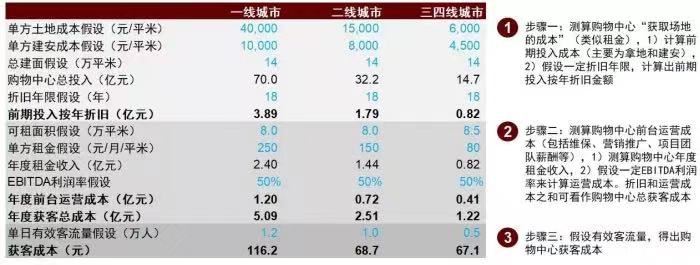 一线城市 二线城市 三四线城市
单方土地成本假设（元/平米） 40,000 15,000 6,000
单方建安成本假设（元/平米） 10,000 8,000 4,500
总建面假设（万平米） 14 14 14
购物中心总投入（亿元） 70.0 32.2 14.7
折旧年限假设（年） 18 18 18
前期投入按年折旧（亿元） 3.89 1.79 0.82
可租面积假设（万平米） 8.0 8.0 8.5
单方租金假设（元/月/平米） 250 150 80
年度租金收入（亿元） 2.40 1.44 0.82
EBITDA利润率假设 50% 50% 50%
年度前台运营成本（亿元） 1.20 0.72 0.41
年度获客总成本（亿元） 5.09 2.51 1.22
单日有效客流量假设（万人） 1.2 1.0 0.5
获客成本（元） 116.2 68.7 67.1
1
步骤一：测算购物中心“获取场地
的成本”（类似租金），1）计算前
期投入成本（主要为拿地和建安），
2）假设一定折旧年限，计算出前期
投入按年折旧金额
2
步骤二：测算购物中心前台运营成
本（包括维保、营销推广、项目团
队薪酬等），1）测算购物中心年度
租金收入，2）假设一定EBITDA利润
率来计算运营成本。折旧和运营成
本之和可看作购物中心总获客成本
3
步骤三：假设有效客流量，得出购
物中心获客成本